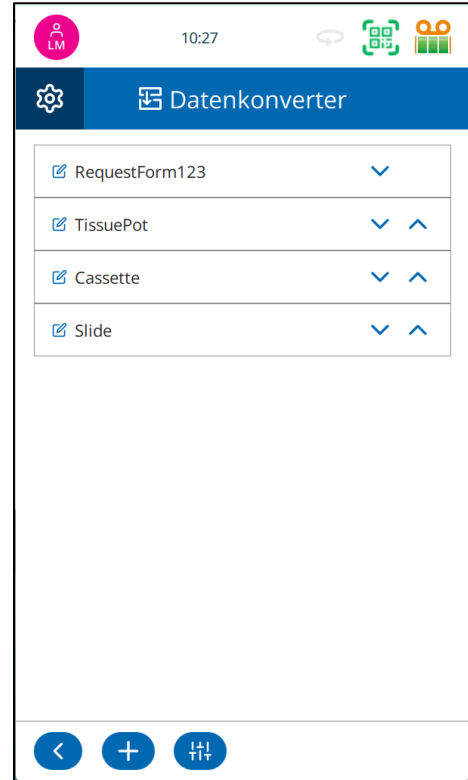 LM
10:27
Datenkonverter
RequestForm123
TissuePot
Cassette
Slide